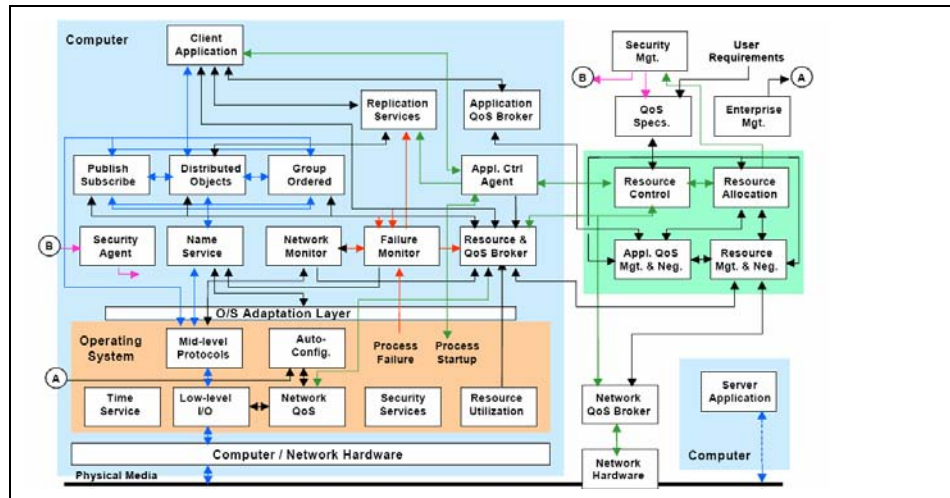 Computer
Client
Application
Security
Mgt.
User
Requirements
B
A
Replication
Services
Application
QoS Broker
QoS
Specs.
Enterprise
Mgt.
Publish
Subscribe
Distributed
Objects
Group
Ordered
Appl. Ctrl
Agent
Resource
Control
Resource
Allocation
B
Security
Agent
Name
Service
Network
Monitor
Failure
Monitor
Resource &
QoS Broker
Appl. QoS
Mgt. & Neg.
Resource
Mgt. & Neg.
O/S Adaptation Layer
Operating
System
Mid-level
Protocols
Auto-
Config.
Process
Failure
Process
Startup
A
Time
Service
Low-level
I/O
Network
QoS
Security
Services
Resource
Utilization
Network
QoS Broker
Server
Application
Computer / Network Hardware
Network
Hardware
Computer
Physical Media